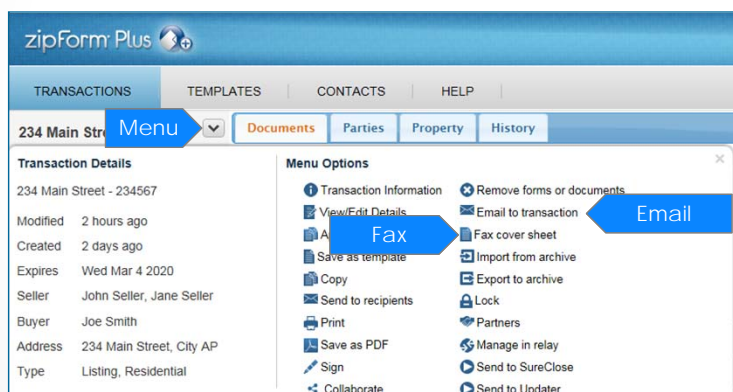 zipForm Plus
TRANSACTIONS TEMPLATES CONTACTS HELP
234 Main Menu Documents Parties Property History
Transaction Details
234 Main Street - 234567
Modified 2 hours ago
Created 2 days ago
Expires Wed Mar 4 2020
Seller John Seller, Jane Seller
Buyer Joe Smith
Address 234 Main Street, City AP
Type Listing, Residential
Menu Options
Transaction Information
View/Edit Details
Fax
Save as template
Copy
Send to recipients
Print
Save as PDF
Sign
Collaborate
Remove forms or documents
Email to transaction Email
Fax cover sheet
Import from archive
Export to archive
Lock
Partners
Manage in relay
Send to SureClose
Send to Updater